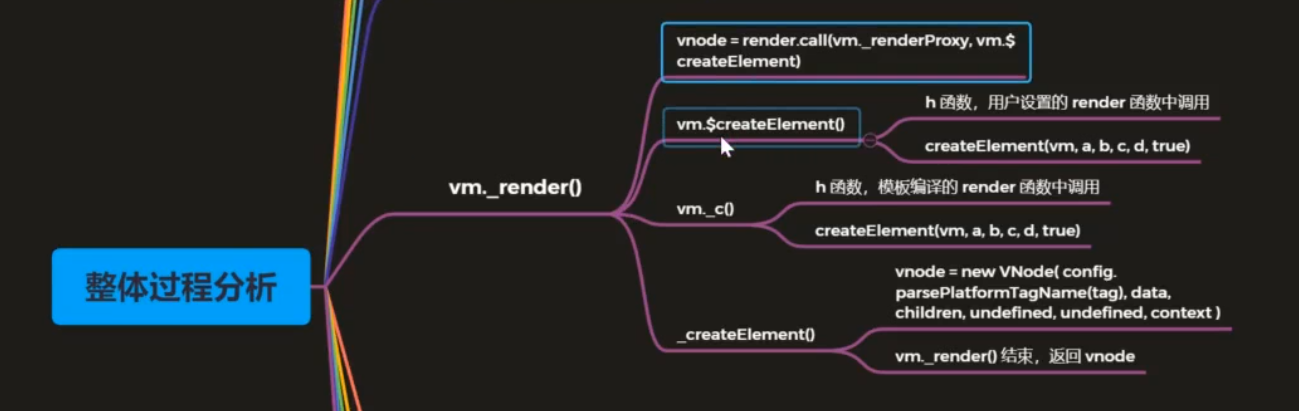 整体过程分析
vm._render()
vnode = render.call(vm._renderProxy, vm.$
createElement)
vm.$createElement()
h 函数，用户设置的 render 函数中调用
createElement(vm, a, b, c, d, true)
vm._c()
h 函数，模板编译的 render 函数中调用
createElement(vm, a, b, c, d, true)
_createElement()
vnode = new VNode( config.
parsePlatformTagName(tag), data,
children, undefined, undefined, context )
vm._render() 结束，返回 vnode